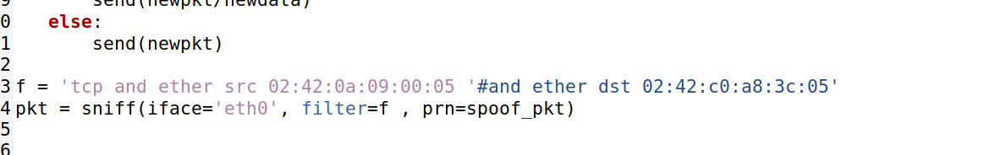 9        send(newpkt/newdata)
0    else:
1        send(newpkt)
2
3 f = 'tcp and ether src 02:42:0a:09:00:05 '#and ether dst 02:42:c0:a8:3c:05'
4 pkt = sniff(iface='eth0', filter=f , prn=spoof_pkt)
5
6